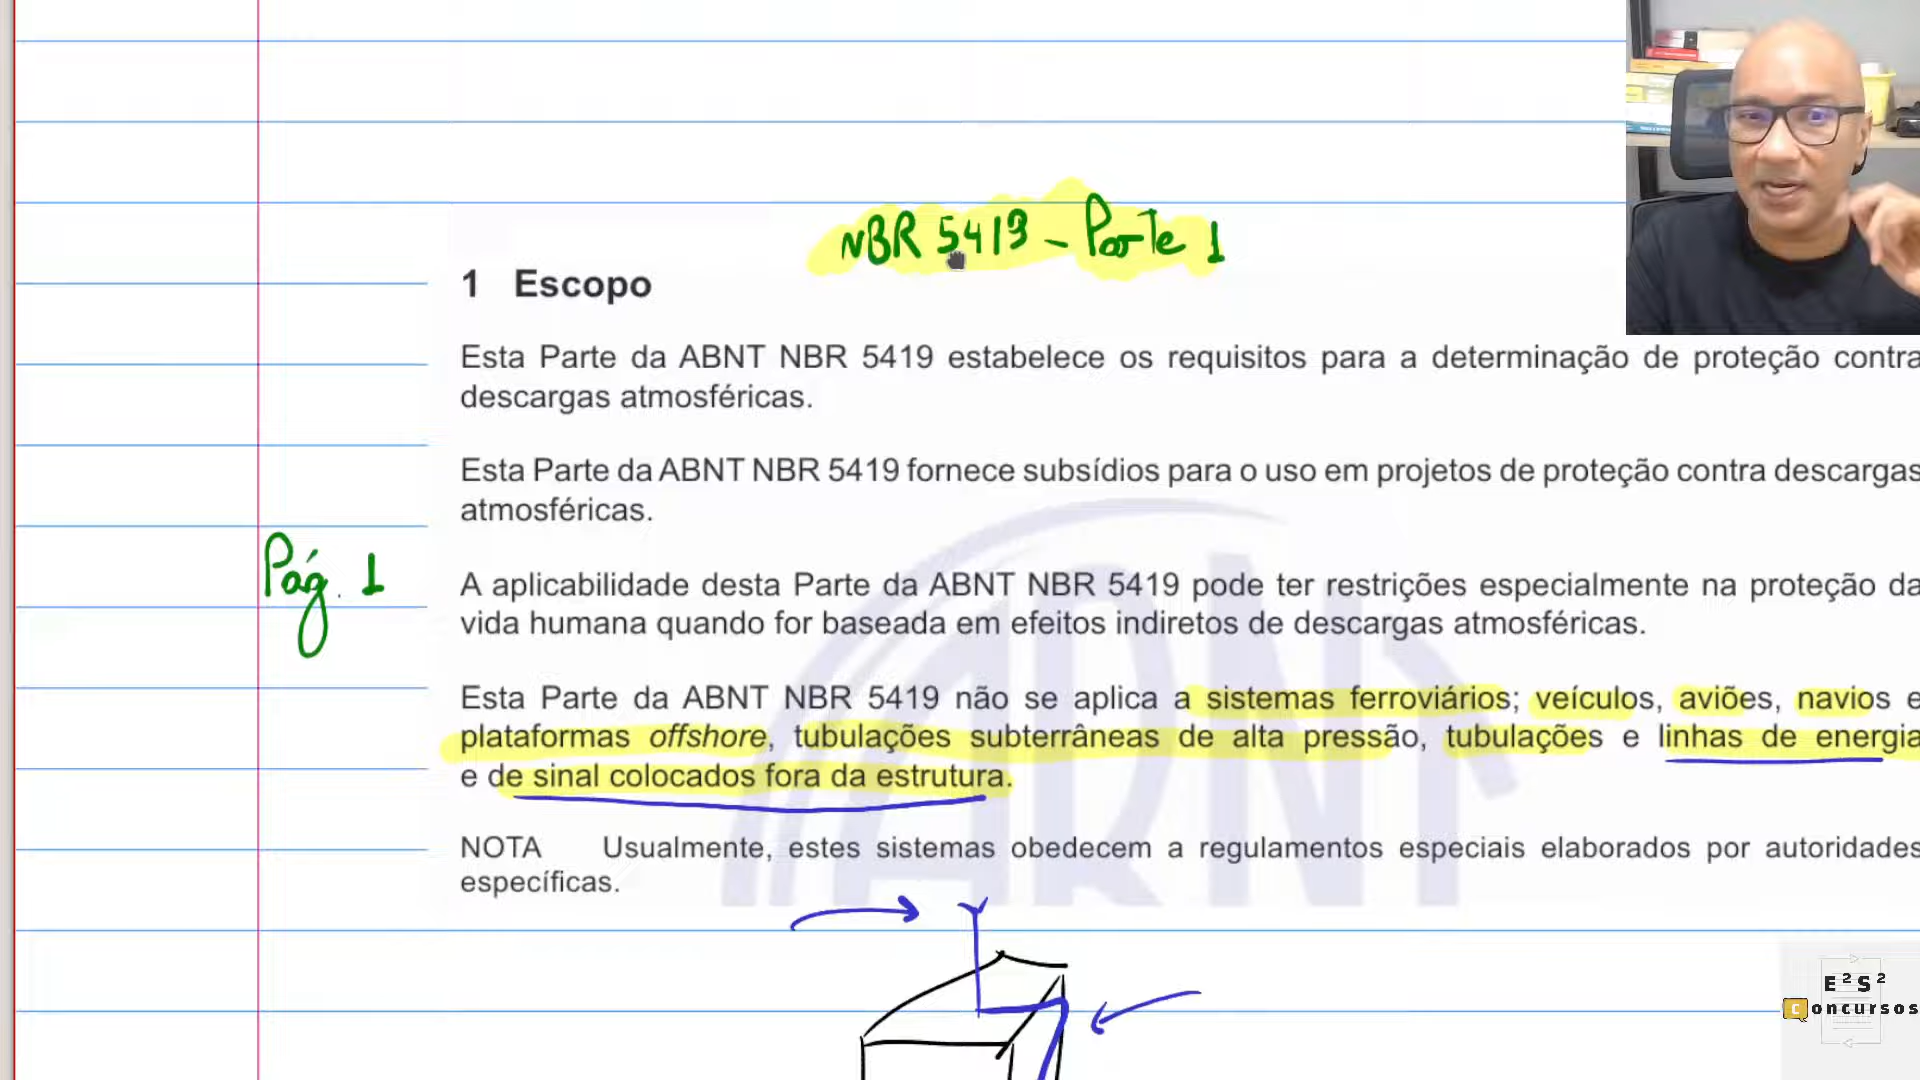 NBR 5419 - Parte 1
1 Escopo
Esta Parte da ABNT NBR 5419 estabelece os requisitos para a determinação de proteção contra
descargas atmosféricas.
Esta Parte da ABNT NBR 5419 fornece subsídios para o uso em projetos de proteção contra descargas
atmosféricas.
Pág. 1
A aplicabilidade desta Parte da ABNT NBR 5419 pode ter restrições especialmente na proteção da
vida humana quando for baseada em efeitos indiretos de descargas atmosféricas.
Esta Parte da ABNT NBR 5419 não se aplica a sistemas ferroviários; veículos, aviões, navios e
plataformas offshore, tubulações subterrâneas de alta pressão, tubulações e linhas de energia
e de sinal colocados fora da estrutura.
NOTA Usualmente, estes sistemas obedecem a regulamentos especiais elaborados por autoridades
específicas.
ABNT
E²S²
Concursos